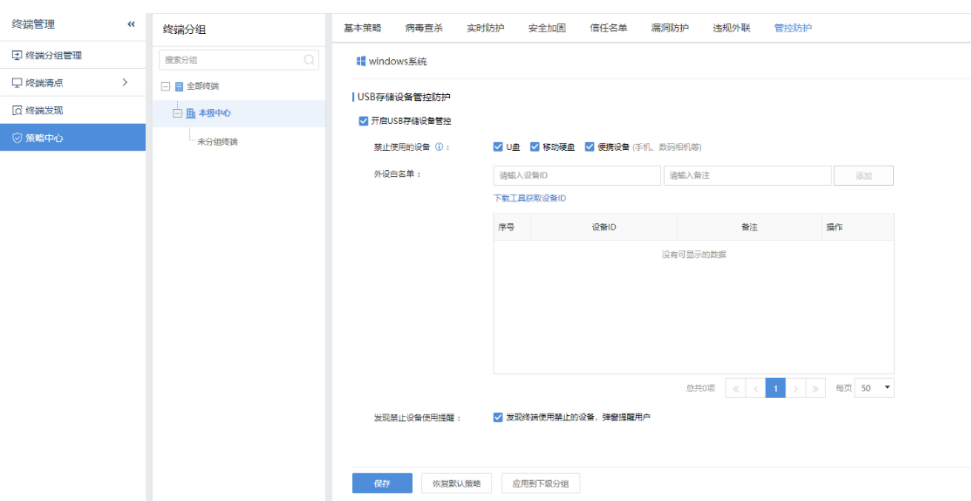 终端管理 «
终端分组管理
终端清点
终端发现
策略中心
终端分组
搜索分组
全部终端
本级中心
未分组终端
基本策略 病毒查杀 实时防护 安全加固 信任名单 漏洞防护 违规外联 管控防护
windows系统
USB存储设备管控防护
开启USB存储设备管控
禁止使用的设备 ： U盘 移动硬盘 便携设备 (手机、数码相机等)
外设白名单： 请输入设备ID 请输入备注 添加
下载工具获取设备ID
序号 设备ID 备注 操作
没有可显示的数据
总共0项 « < 1 > » 每页 50
发现禁止设备使用提醒： 发现终端使用禁止的设备，弹窗提醒用户
保存 恢复默认策略 应用到下级分组